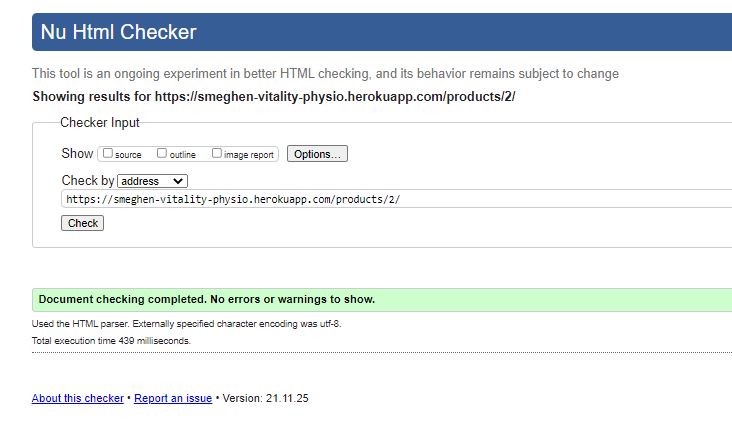 Nu Html Checker
This tool is an ongoing experiment in better HTML checking, and its behavior remains subject to change
Showing results for https://smeghen-vitality-physio.herokuapp.com/products/2/
Checker Input
Show source outline image report Options...
Check by address
https://smeghen-vitality-physio.herokuapp.com/products/2/
Check
Document checking completed. No errors or warnings to show.
Used the HTML parser. Externally specified character encoding was utf-8.
Total execution time 439 milliseconds.
About this checker • Report an issue • Version: 21.11.25